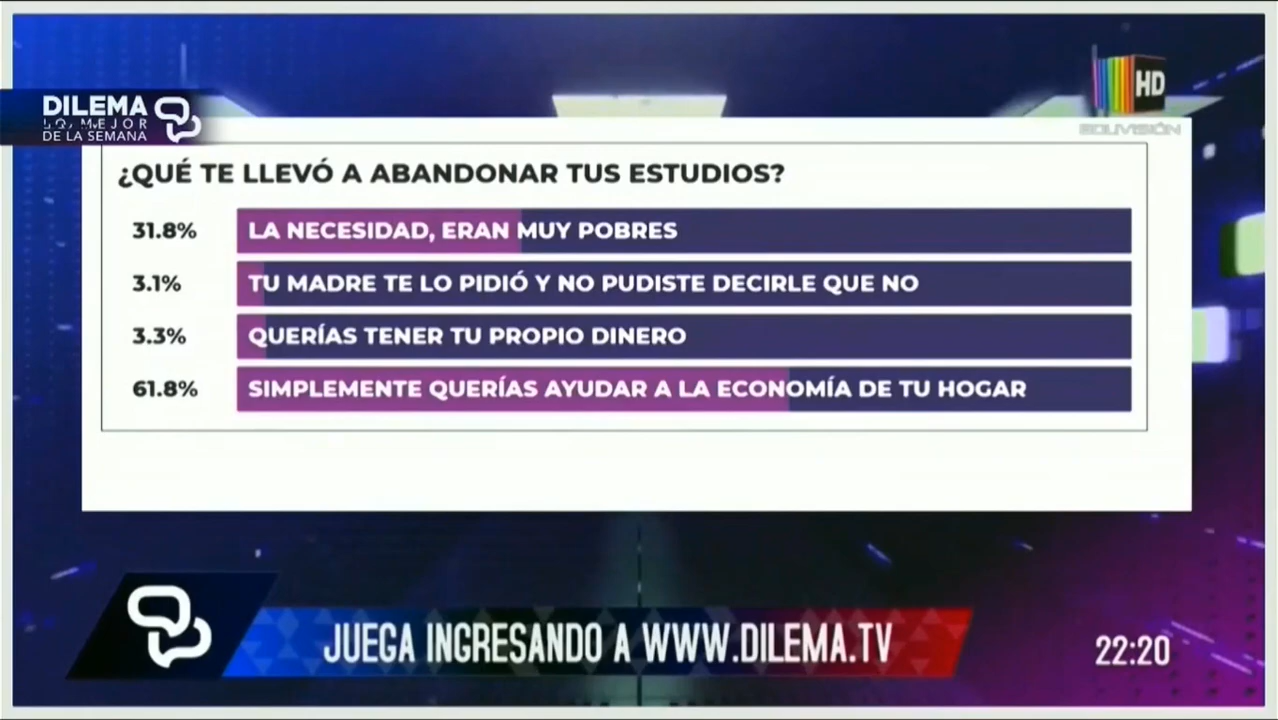 DILEMA
LO MEJOR
DE LA SEMANA
HD
BOLIVISIÓN
¿QUÉ TE LLEVÓ A ABANDONAR TUS ESTUDIOS?
31.8% LA NECESIDAD, ERAN MUY POBRES
3.1% TU MADRE TE LO PIDIÓ Y NO PUDISTE DECIRLE QUE NO
3.3% QUERÍAS TENER TU PROPIO DINERO
61.8% SIMPLEMENTE QUERÍAS AYUDAR A LA ECONOMÍA DE TU HOGAR
JUEGA INGRESANDO A WWW.DILEMA.TV
22:20